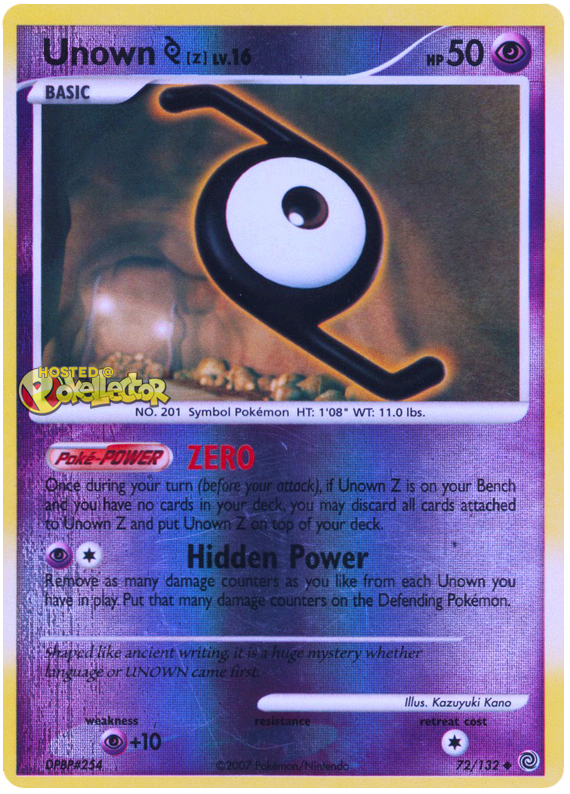 Unown [Z] LV.16 HP 50
BASIC
HOSTED @
Pokellector
NO. 201 Symbol Pokémon HT: 1'08" WT: 11.0 lbs.
Poké-POWER ZERO
Once during your turn (before your attack), if Unown Z is on your Bench
and you have no cards in your deck, you may discard all cards attached
to Unown Z and put Unown Z on top of your deck.
Hidden Power
Remove as many damage counters as you like from each Unown you
have in play. Put that many damage counters on the Defending Pokémon.
Shaped like ancient writing, it is a huge mystery whether
language or UNOWN came first.
Illus. Kazuyuki Kano
weakness resistance retreat cost
+10
DPBP#254 ©2007 Pokémon/Nintendo 72/132